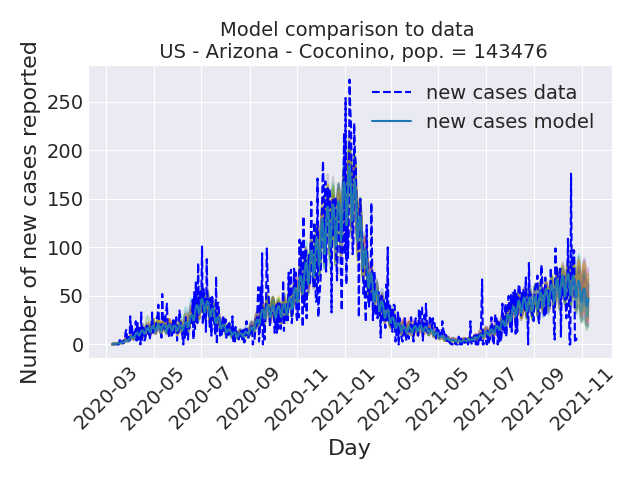 Model comparison to data
US - Arizona - Coconino, pop. = 143476
Number of new cases reported
250
200
150
100
50
0
new cases data
new cases model
2020-03
2020-05
2020-07
2020-09
2020-11
2021-01
2021-03
2021-05
2021-07
2021-09
2021-11
Day